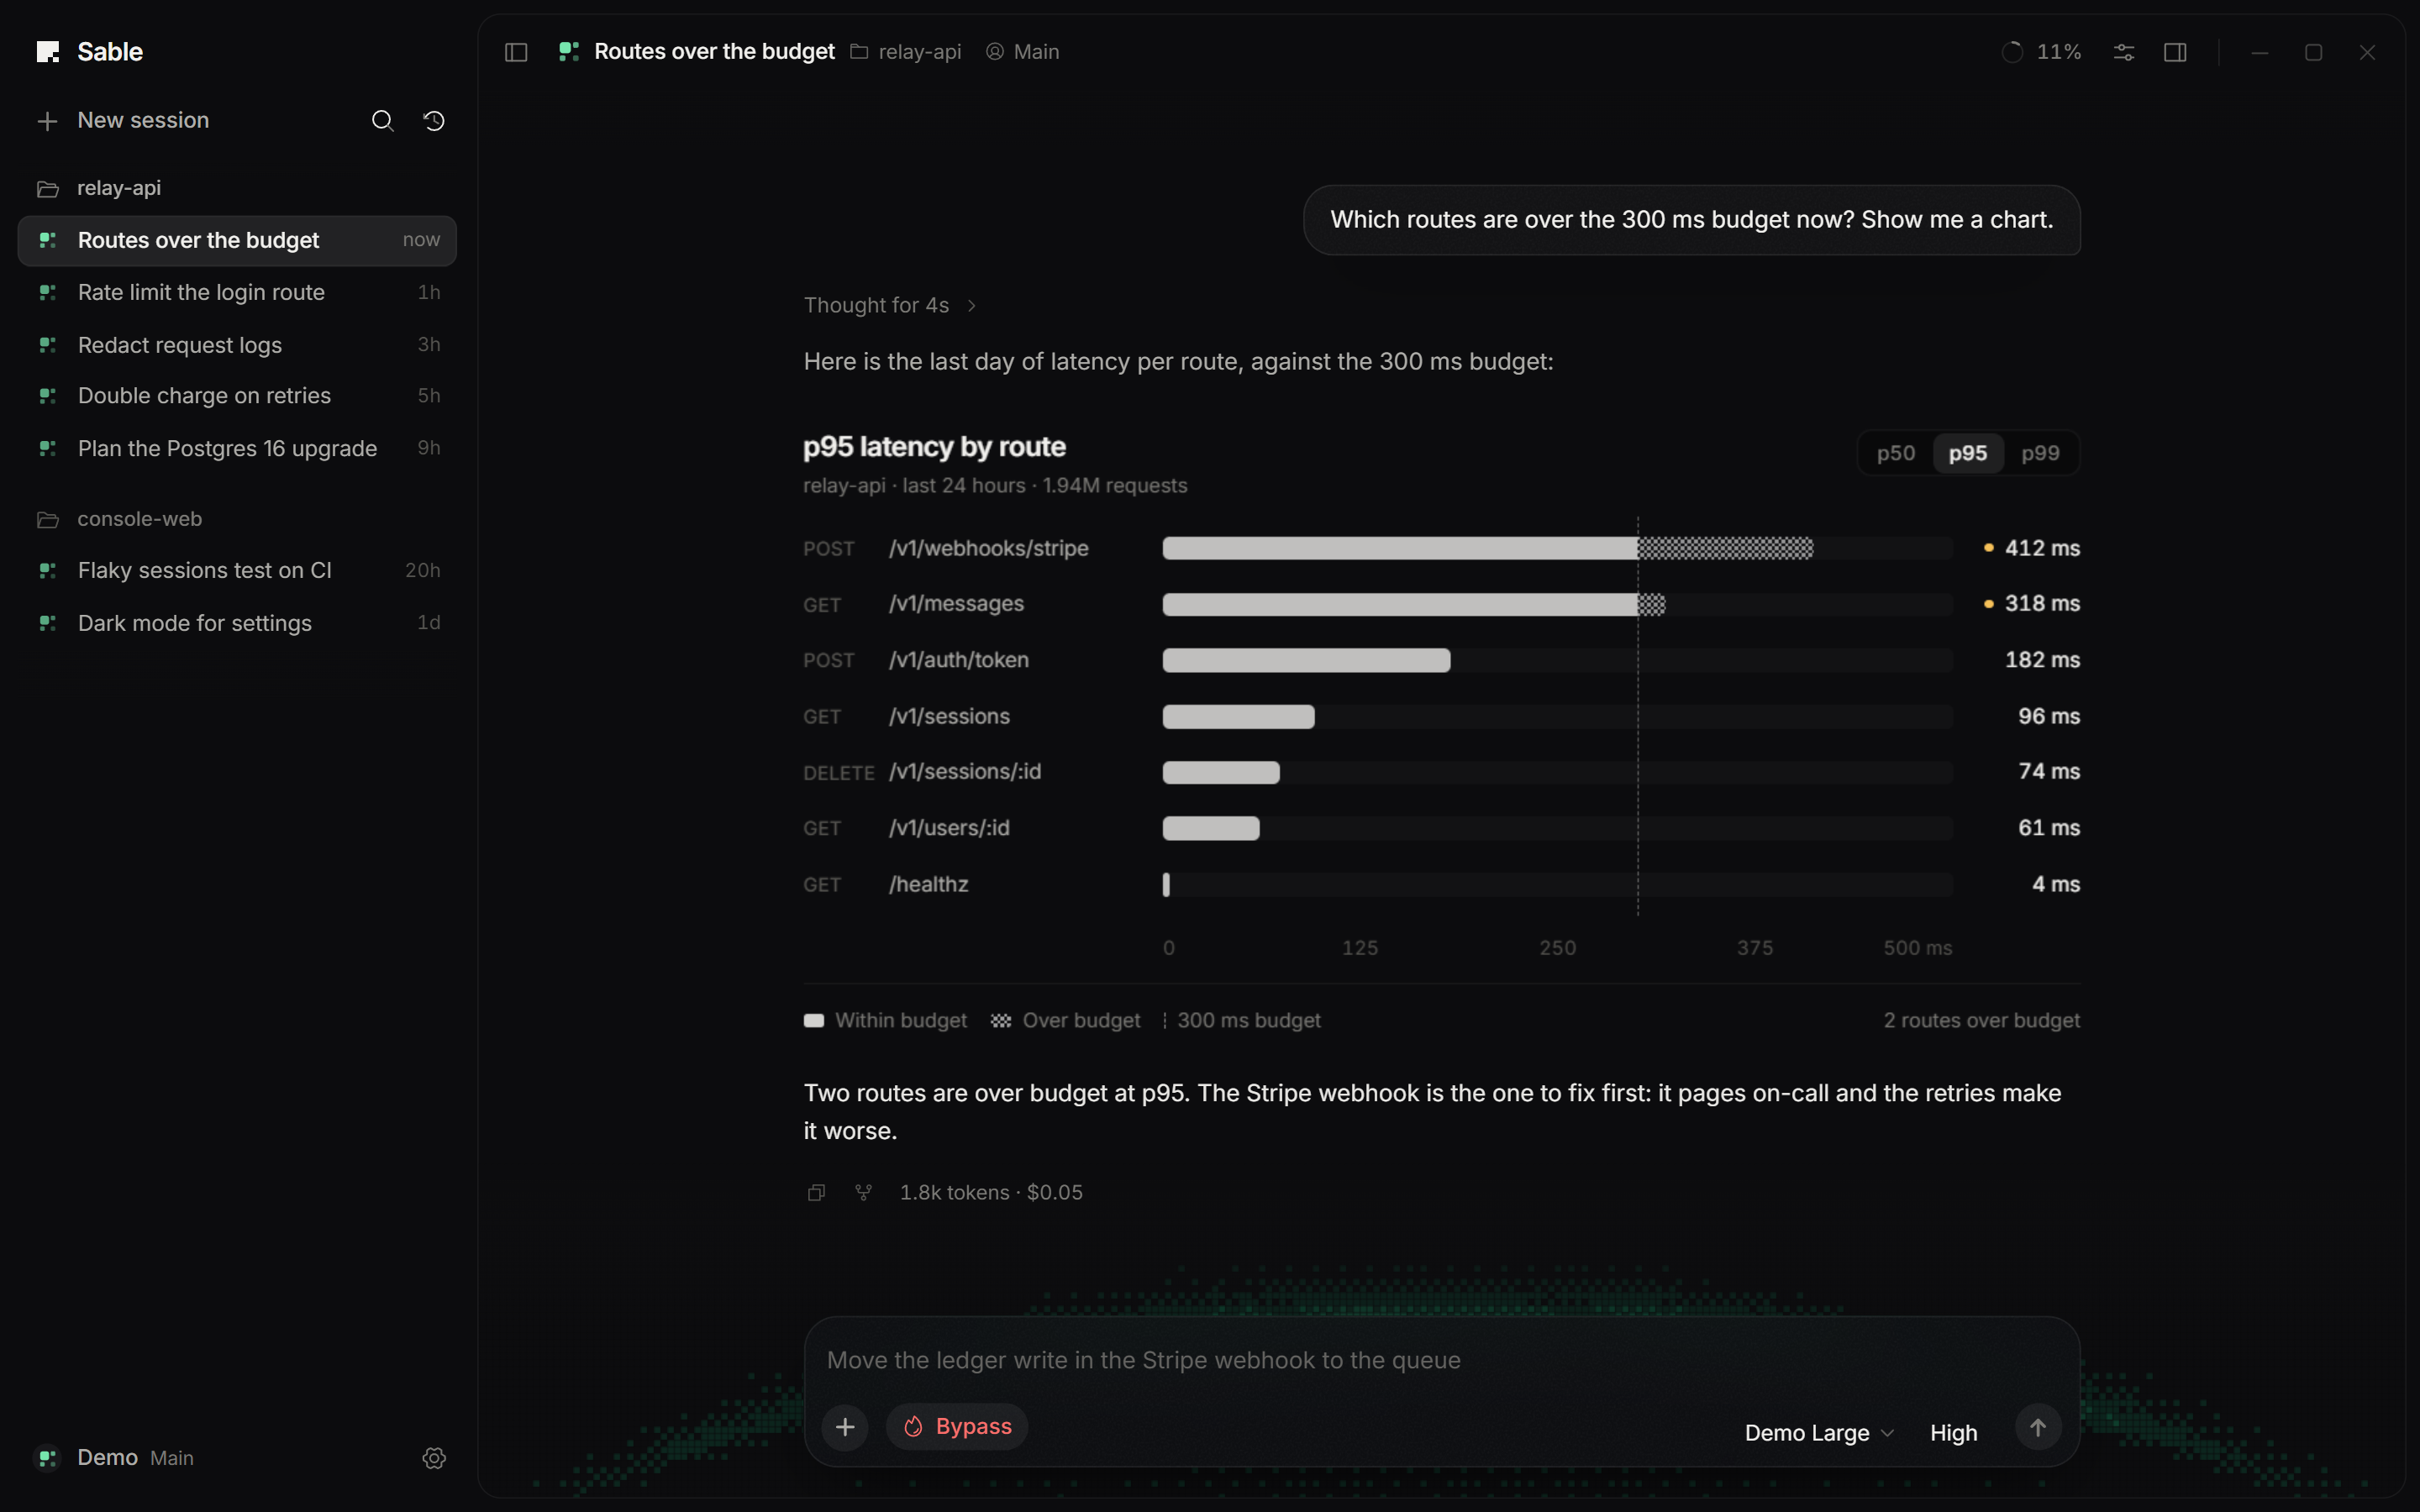 Sable
New session
relay-api
Routes over the budget now
Rate limit the login route 1h
Redact request logs 3h
Double charge on retries 5h
Plan the Postgres 16 upgrade 9h
console-web
Flaky sessions test on CI 20h
Dark mode for settings 1d
Demo Main
Routes over the budget relay-api Main 11%
Which routes are over the 300 ms budget now? Show me a chart.
Thought for 4s
Here is the last day of latency per route, against the 300 ms budget:
p95 latency by route
relay-api · last 24 hours · 1.94M requests
p50 p95 p99
POST /v1/webhooks/stripe 412 ms
GET /v1/messages 318 ms
POST /v1/auth/token 182 ms
GET /v1/sessions 96 ms
DELETE /v1/sessions/:id 74 ms
GET /v1/users/:id 61 ms
GET /healthz 4 ms
0 125 250 375 500 ms
Within budget Over budget 300 ms budget 2 routes over budget
Two routes are over budget at p95. The Stripe webhook is the one to fix first: it pages on-call and the retries make
it worse.
1.8k tokens · $0.05
Move the ledger write in the Stripe webhook to the queue
Bypass Demo Large High